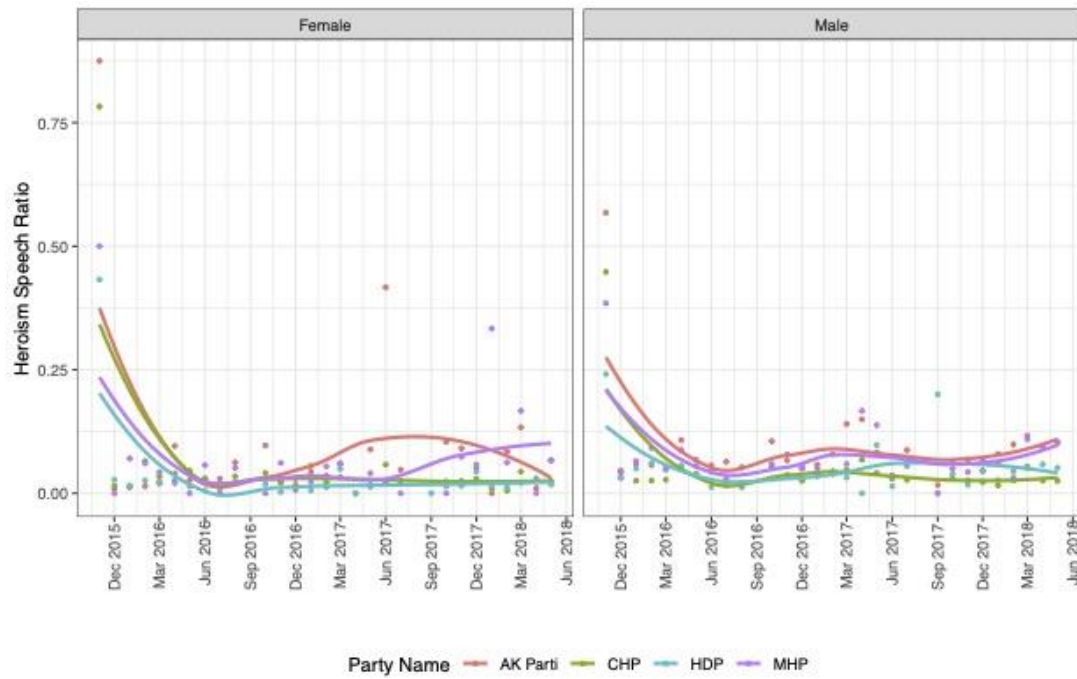 Female
Male
Heroism Speech Ratio
0.75
0.50
0.25
0.00
Dec 2015
Mar 2016
Jun 2016
Sep 2016
Dec 2016
Mar 2017
Jun 2017
Sep 2017
Dec 2017
Mar 2018
Jun 2018
Dec 2015
Mar 2016
Jun 2016
Sep 2016
Dec 2016
Mar 2017
Jun 2017
Sep 2017
Dec 2017
Mar 2018
Jun 2018
Party Name AK Parti CHP HDP MHP